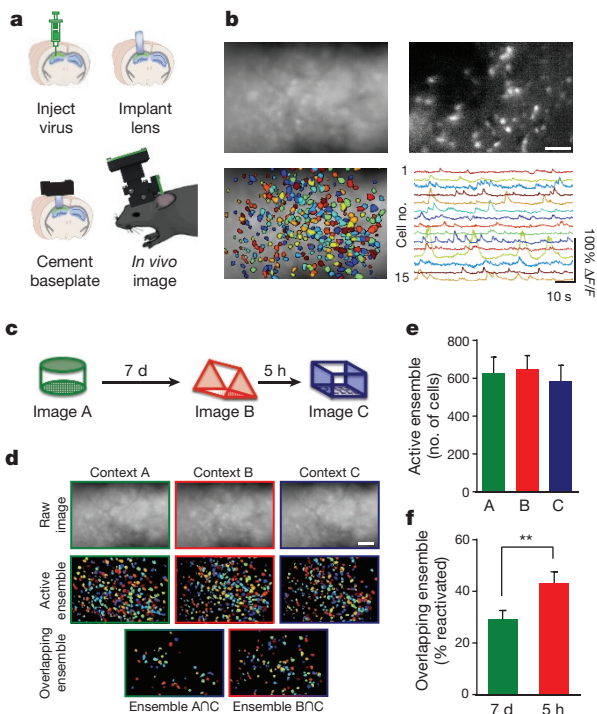 a
Inject
virus
Implant
lens
Cement
baseplate
In vivo
image
b
1
Cell no.
15
100% ΔF/F
10 s
c
7 d
5 h
Image A
Image B
Image C
d
Context A
Context B
Context C
Raw
image
Active
ensemble
Overlapping
ensemble
Ensemble A∩C
Ensemble B∩C
e
Active ensemble
(no. of cells)
800
600
400
200
0
A
B
C
f
Overlapping ensemble
(% reactivated)
60
40
20
0
**
7 d
5 h